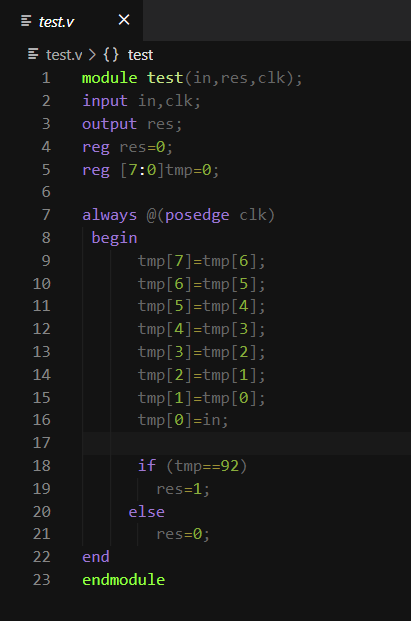 test.v ×
test.v > {} test
1 module test(in,res,clk);
2 input in,clk;
3 output res;
4 reg res=0;
5 reg [7:0]tmp=0;
6
7 always @(posedge clk)
8 begin
9 tmp[7]=tmp[6];
10 tmp[6]=tmp[5];
11 tmp[5]=tmp[4];
12 tmp[4]=tmp[3];
13 tmp[3]=tmp[2];
14 tmp[2]=tmp[1];
15 tmp[1]=tmp[0];
16 tmp[0]=in;
17
18 if (tmp==92)
19 res=1;
20 else
21 res=0;
22 end
23 endmodule